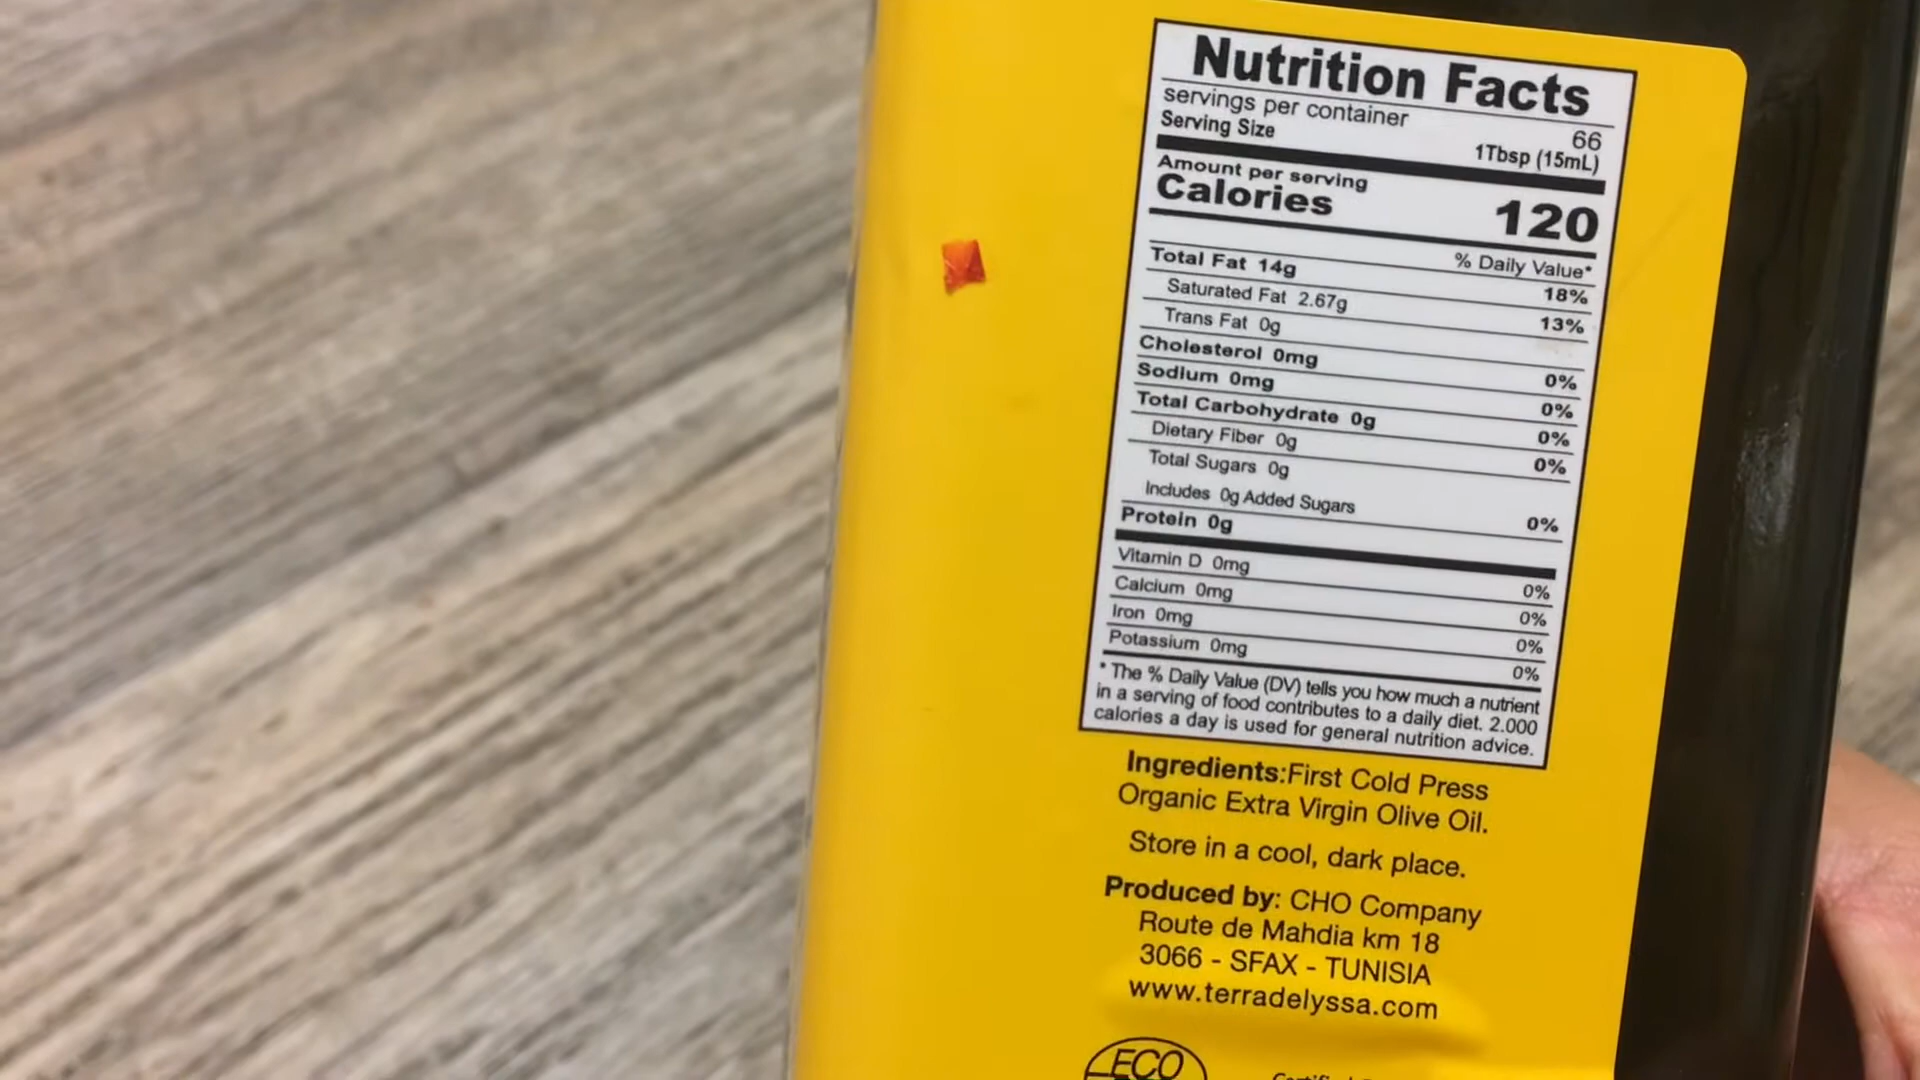 Nutrition Facts
servings per container 66
Serving Size 1Tbsp (15mL)
Amount per serving
Calories 120
% Daily Value*
Total Fat 14g 18%
Saturated Fat 2.67g 13%
Trans Fat 0g
Cholesterol 0mg 0%
Sodium 0mg 0%
Total Carbohydrate 0g 0%
Dietary Fiber 0g 0%
Total Sugars 0g
Includes 0g Added Sugars 0%
Protein 0g
Vitamin D 0mg 0%
Calcium 0mg 0%
Iron 0mg 0%
Potassium 0mg 0%
* The % Daily Value (DV) tells you how much a nutrient
in a serving of food contributes to a daily diet. 2.000
calories a day is used for general nutrition advice.
Ingredients:First Cold Press
Organic Extra Virgin Olive Oil.
Store in a cool, dark place.
Produced by: CHO Company
Route de Mahdia km 18
3066 - SFAX - TUNISIA
www.terradelyssa.com
ECO